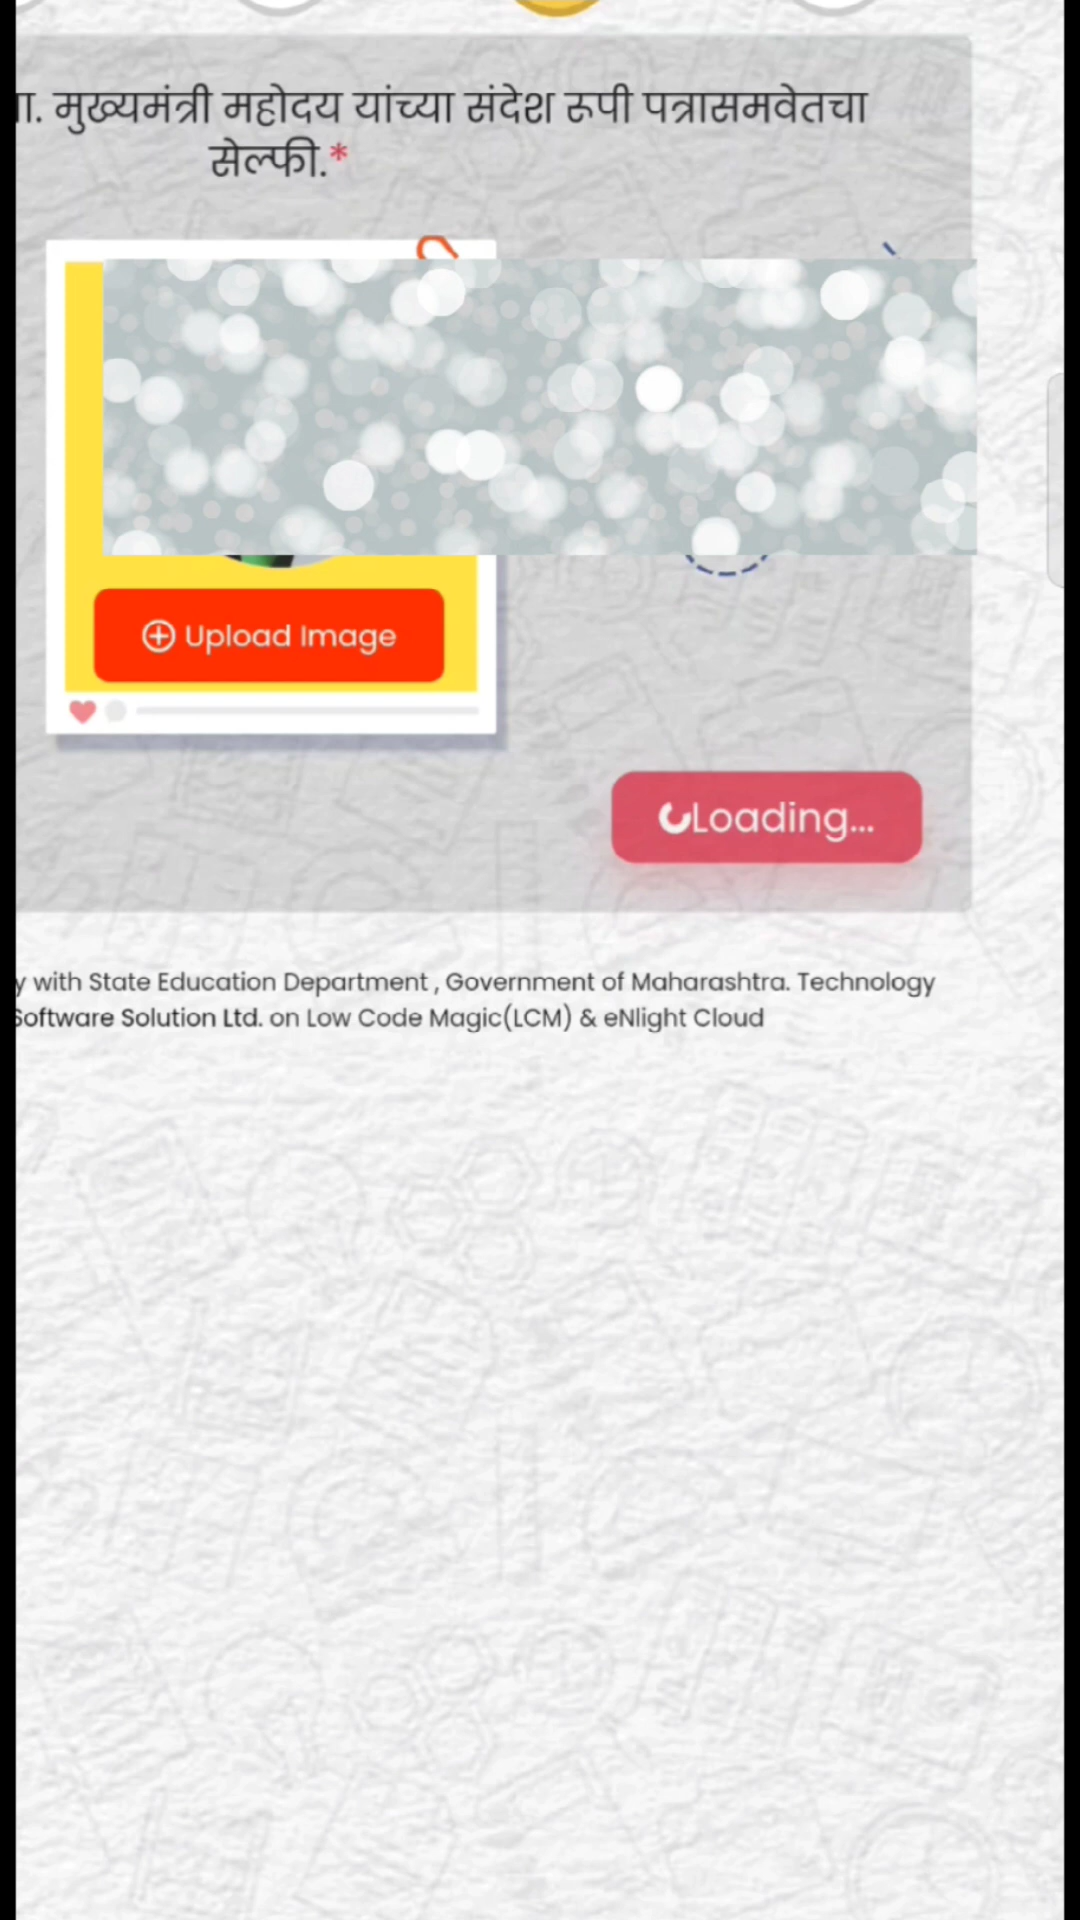 मुख्यमंत्री महोदय यांच्या संदेश रूपी पत्रासमवेतचा
सेल्फी.*
Upload Image
Loading...
with State Education Department , Government of Maharashtra. Technology
Software Solution Ltd. on Low Code Magic(LCM) & eNlight Cloud